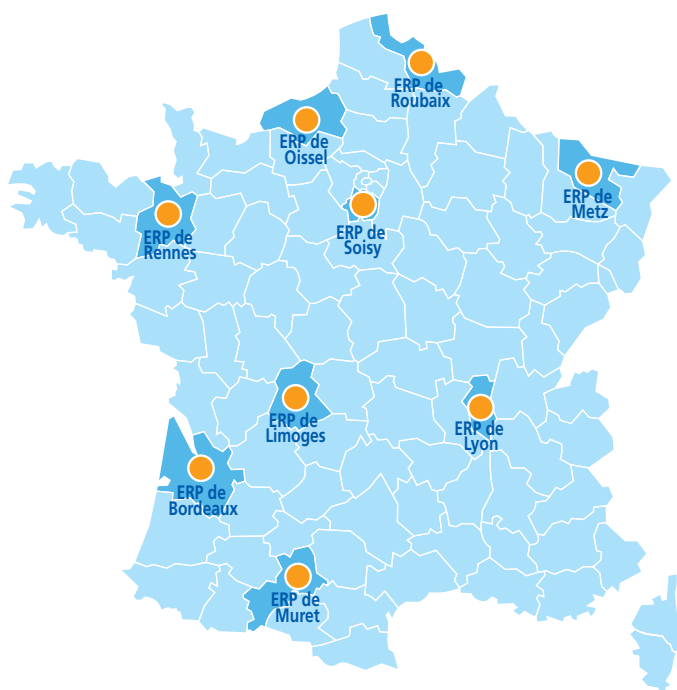 ERP de
Roubaix
ERP de
Oissel
ERP de
Metz
ERP de
Soisy
ERP de
Rennes
ERP de
Limoges
ERP de
Lyon
ERP de
Bordeaux
ERP de
Muret